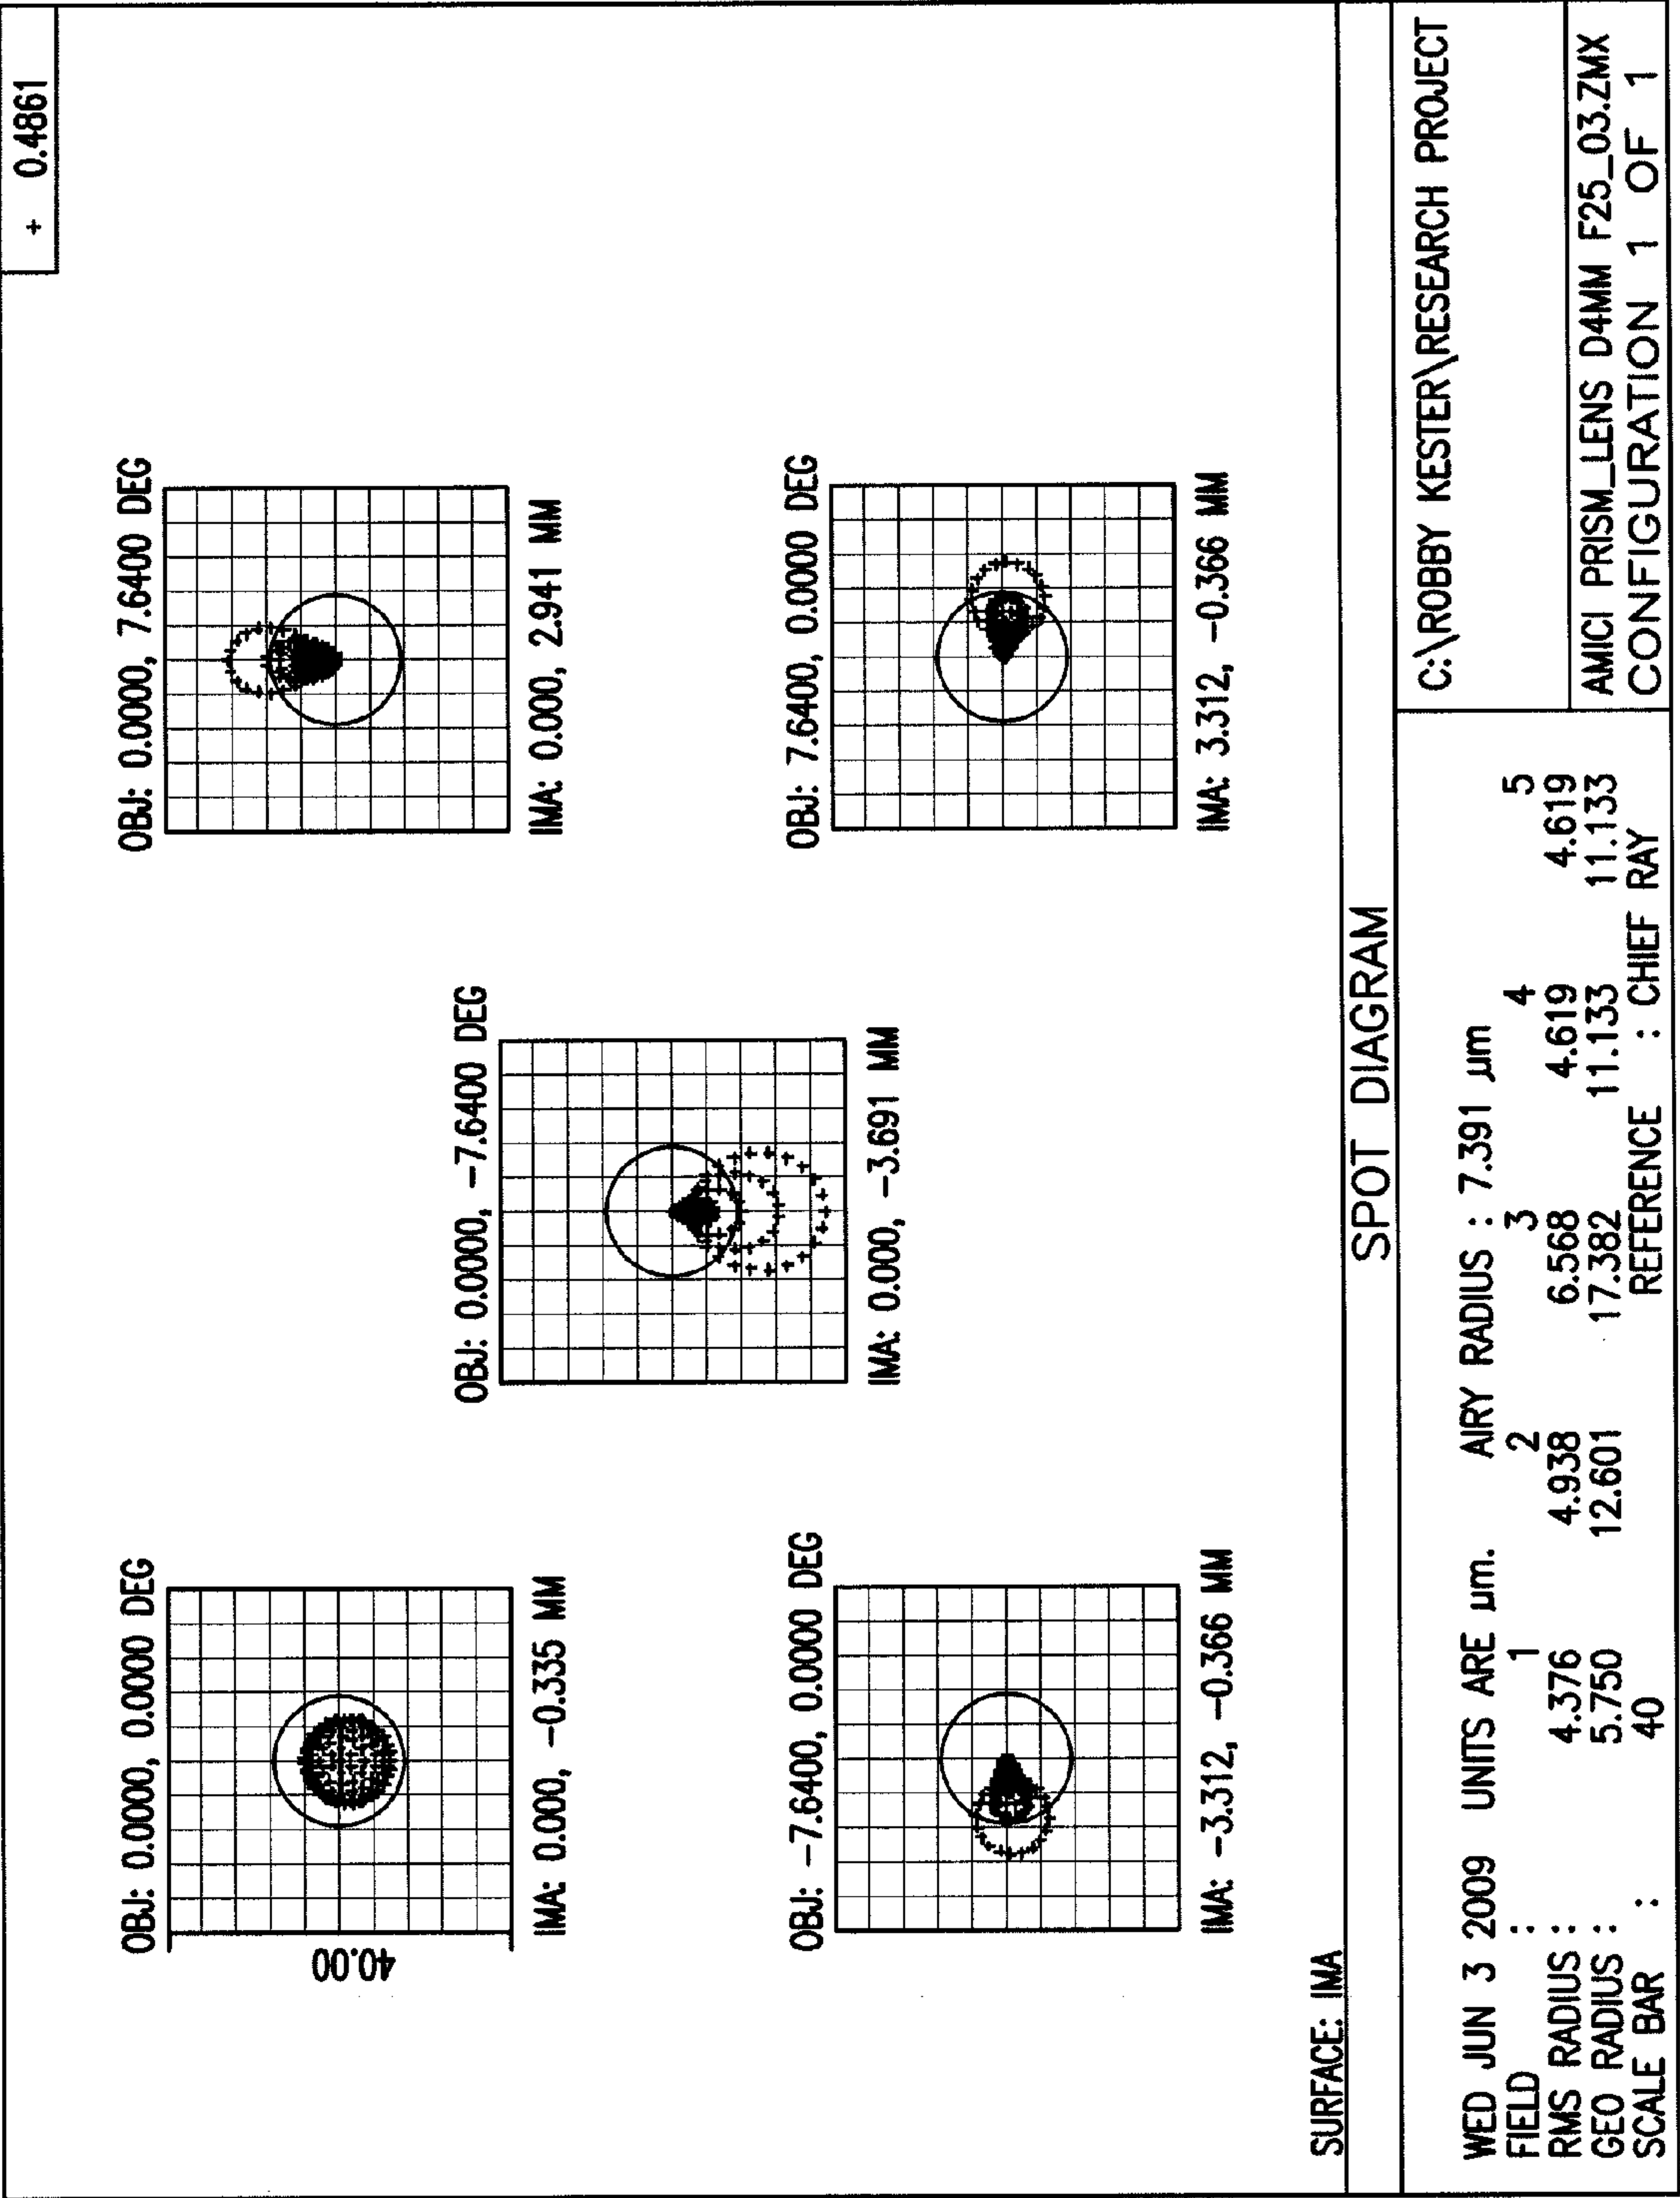 + 0.4861
OBJ: 0.0000, 0.0000 DEG
OBJ: 0.0000, 7.6400 DEG
40.00
IMA: 0.000, -0.335 MM
IMA: 0.000, 2.941 MM
OBJ: 0.0000, -7.6400 DEG
IMA: 0.000, -3.691 MM
OBJ: -7.6400, 0.0000 DEG
OBJ: 7.6400, 0.0000 DEG
IMA: -3.312, -0.366 MM
IMA: 3.312, -0.366 MM
SURFACE: IMA
SPOT DIAGRAM
WED JUN 3 2009 UNITS ARE µm. AIRY RADIUS : 7.391 µm
FIELD : 1 2 3 4 5
RMS RADIUS : 4.376 4.938 6.568 4.619 4.619
GEO RADIUS : 5.750 12.601 17.382 11.133 11.133
SCALE BAR : 40 REFERENCE : CHIEF RAY
C:\ROBBY KESTER\RESEARCH PROJECT
AMICI PRISM_LENS D4MM F25_03.ZMX
CONFIGURATION 1 OF 1